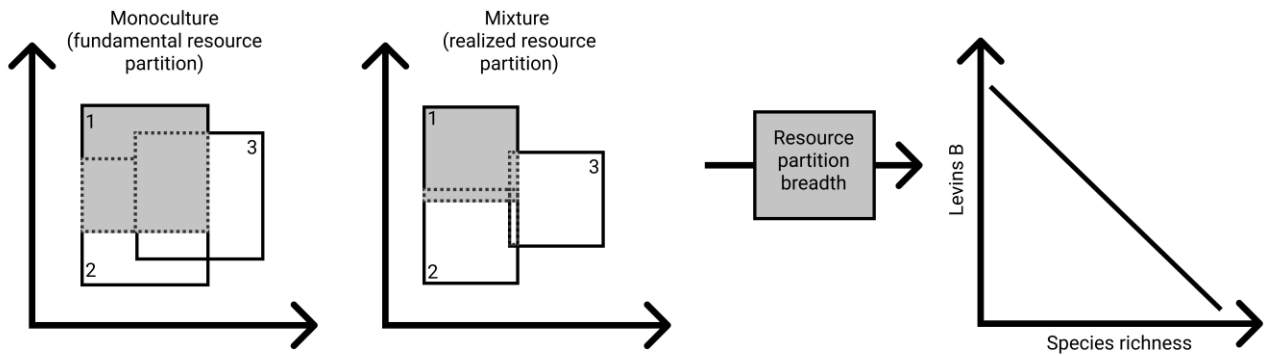 Monoculture
(fundamental resource
partition)
1
3
2
Mixture
(realized resource
partition)
1
3
2
Resource
partition
breadth
Levins B
Species richness